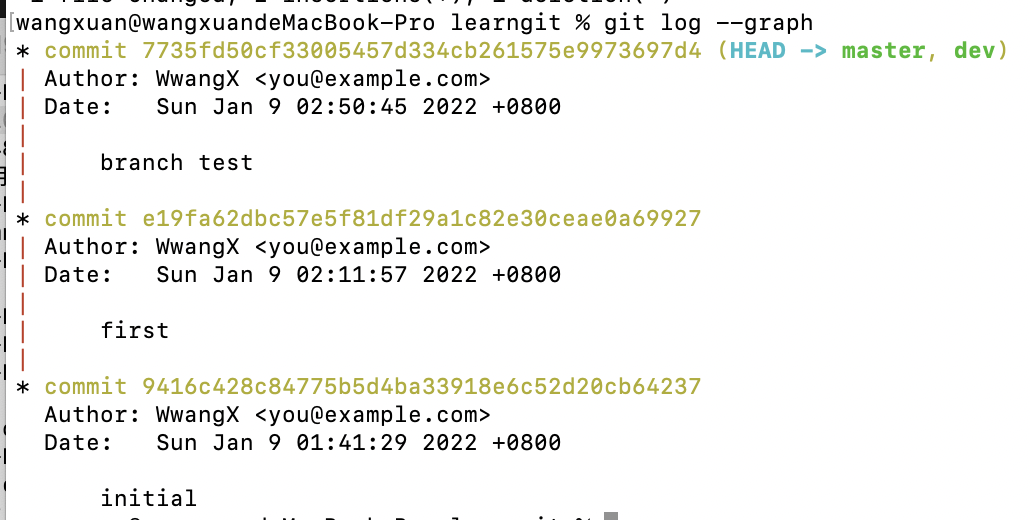 [wangxuan@wangxuandeMacBook-Pro learngit % git log --graph
* commit 7735fd50cf33005457d334cb261575e9973697d4 (HEAD -> master, dev)
| Author: WwangX <you@example.com>
| Date:   Sun Jan 9 02:50:45 2022 +0800
|
|     branch test
|
* commit e19fa62dbc57e5f81df29a1c82e30ceae0a69927
| Author: WwangX <you@example.com>
| Date:   Sun Jan 9 02:11:57 2022 +0800
|
|     first
|
* commit 9416c428c84775b5d4ba33918e6c52d20cb64237
  Author: WwangX <you@example.com>
  Date:   Sun Jan 9 01:41:29 2022 +0800

      initial